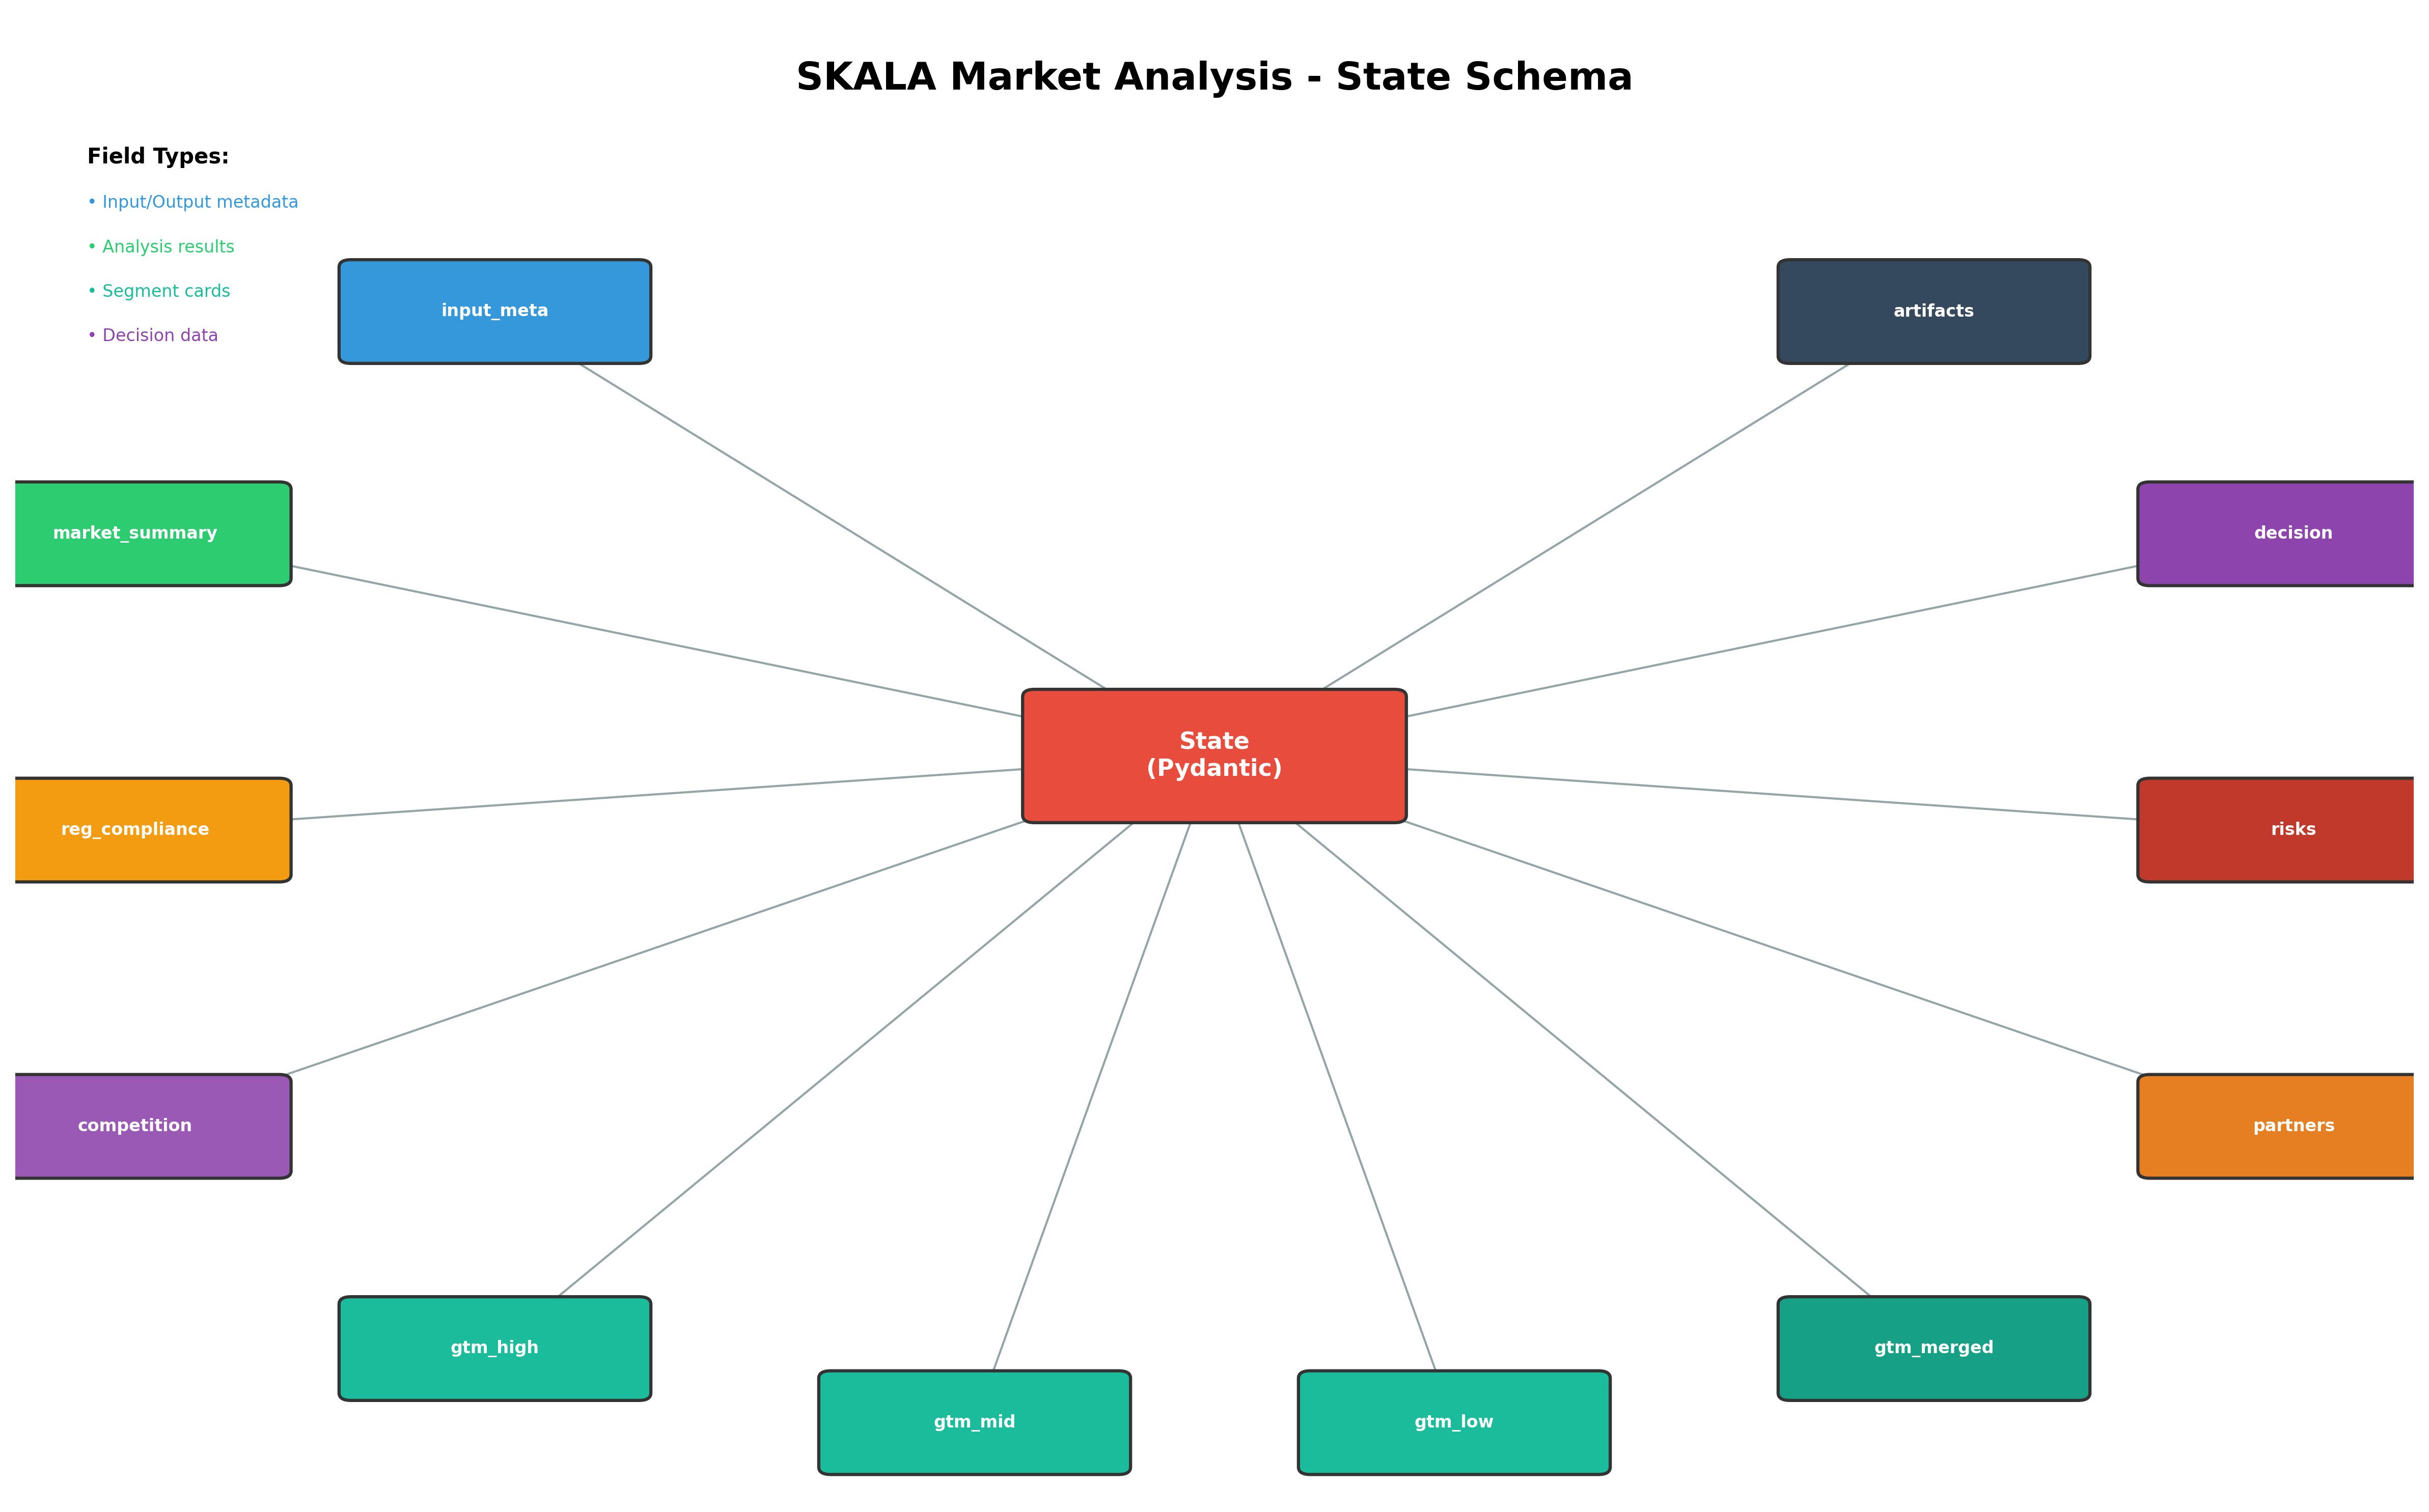 SKALA Market Analysis - State Schema
Field Types:
• Input/Output metadata
• Analysis results
• Segment cards
• Decision data
input_meta
artifacts
market_summary
decision
State
(Pydantic)
reg_compliance
risks
competition
partners
gtm_high
gtm_merged
gtm_mid
gtm_low